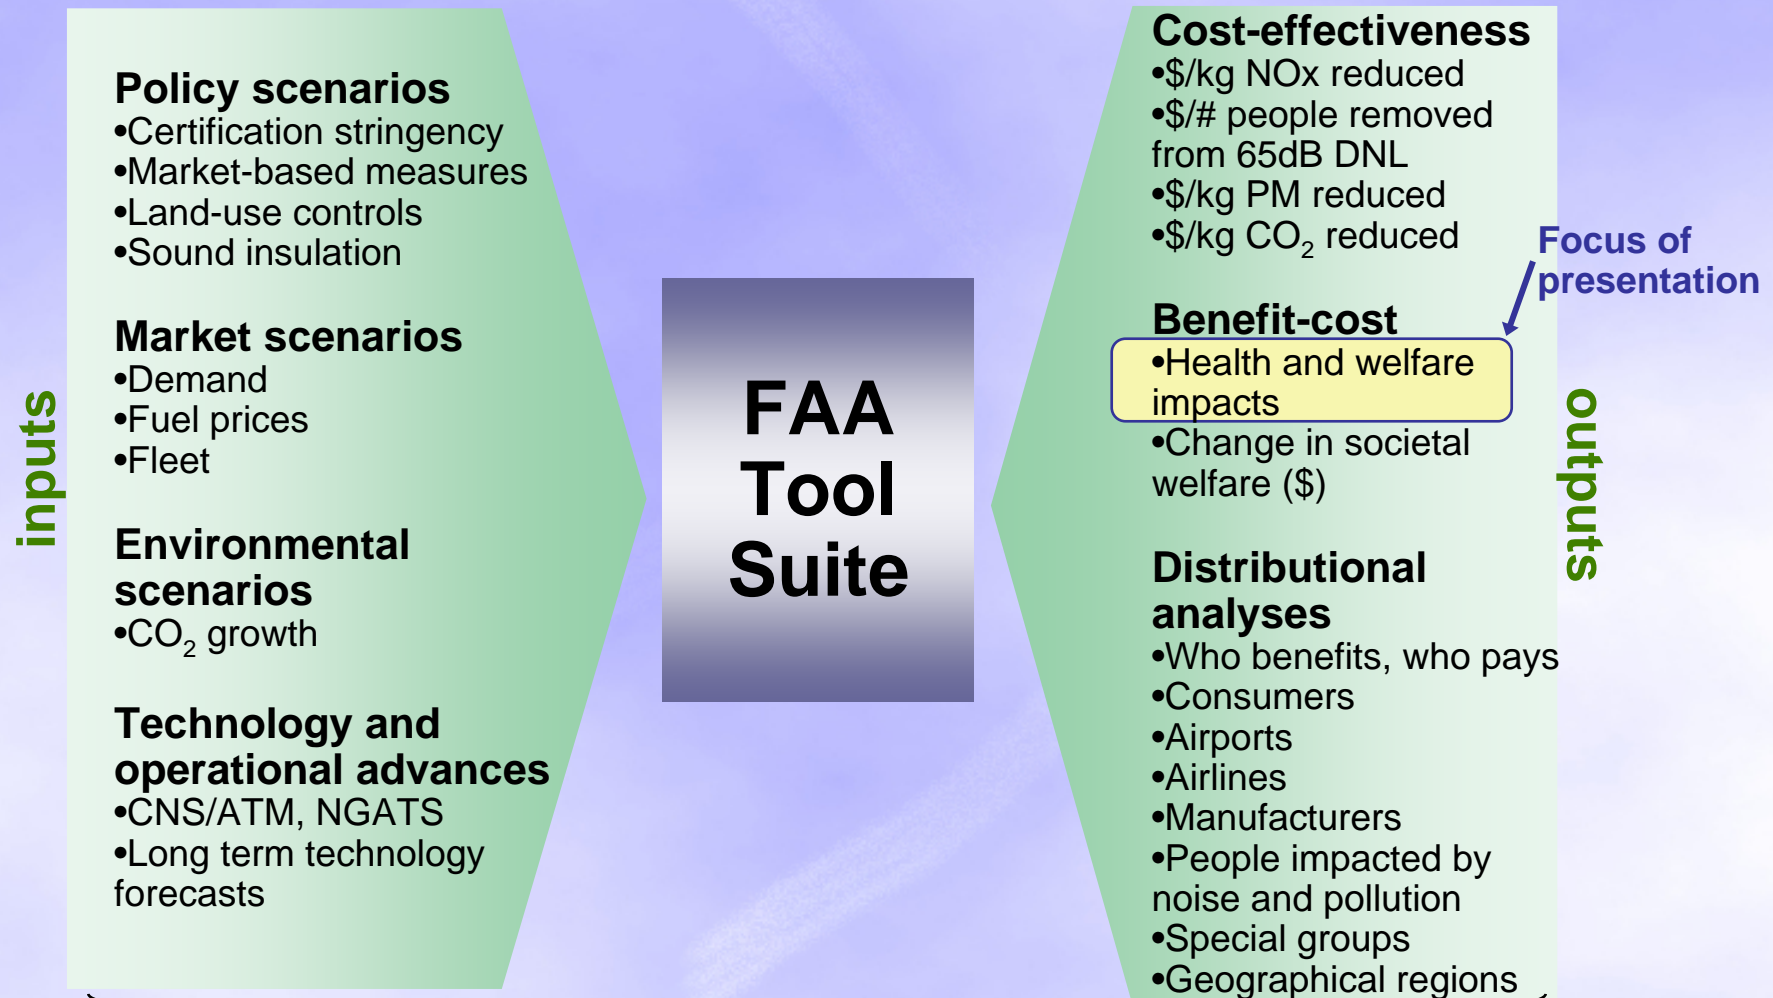 inputs
Policy scenarios
•Certification stringency
•Market-based measures
•Land-use controls
•Sound insulation
Market scenarios
•Demand
•Fuel prices
•Fleet
Environmental
scenarios
•CO₂ growth
Technology and
operational advances
•CNS/ATM, NGATS
•Long term technology
forecasts
FAA
Tool
Suite
Cost-effectiveness
•$/kg NOx reduced
•$/# people removed
from 65dB DNL
•$/kg PM reduced
•$/kg CO₂ reduced
Focus of
presentation
Benefit-cost
•Health and welfare
impacts
•Change in societal
welfare ($)
Distributional
analyses
•Who benefits, who pays
•Consumers
•Airports
•Airlines
•Manufacturers
•People impacted by
noise and pollution
•Special groups
•Geographical regions
outputs